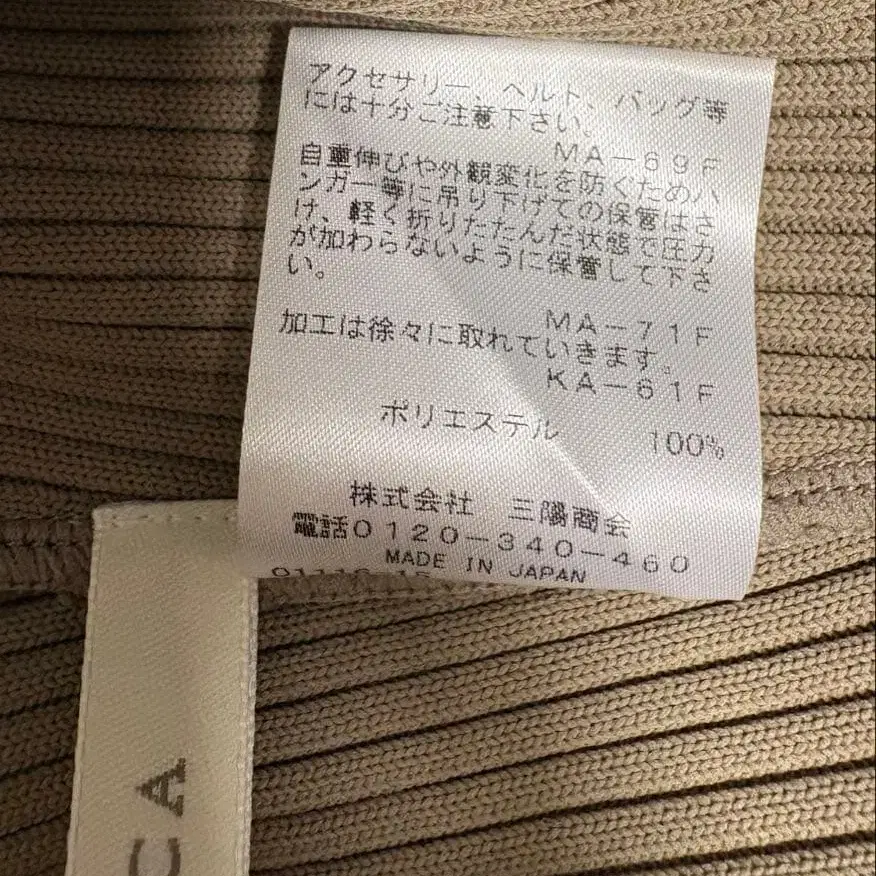 アクセサリー、ベルト、バッグ等
には十分ご注意下さい。
MA-69F
自重伸びや外観変化を防ぐためハ
ンガー等に吊り下げての保管はさ
け、軽く折りたたんだ状態で圧力
が加わらないように保管して下さ
い。
MA-71F
加工は徐々に取れていきます。
KA-61F
ポリエステル 100%
株式会社 三陽商会
電話0120-340-460
MADE IN JAPAN
CA